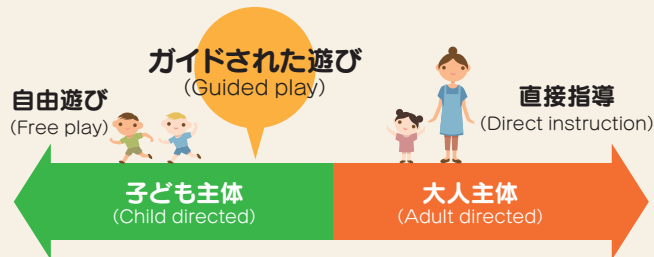 ガイドされた遊び
(Guided play)
自由遊び
(Free play)
直接指導
(Direct instruction)
子ども主体
(Child directed)
大人主体
(Adult directed)